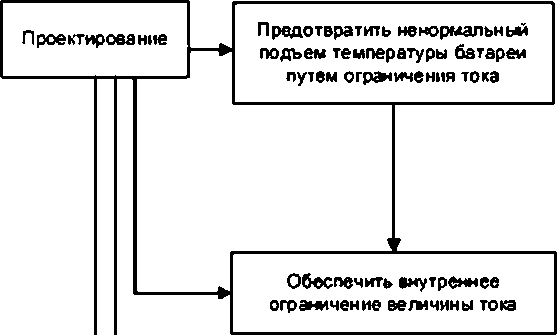 Проектирование
Предотвратить ненормальный
подъем температуры батареи
путем ограничения тока
Обеспечить внутреннее
ограничение величины тока